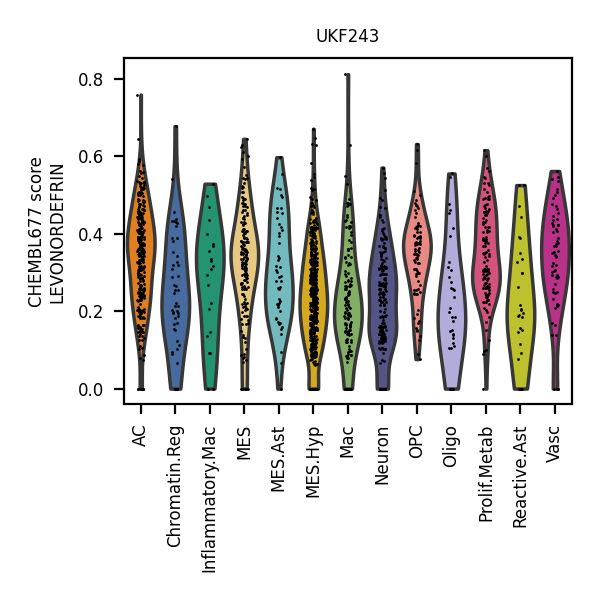 UKF243
CHEMBL677 score
LEVONORDEFRIN
0.8
0.6
0.4
0.2
0.0
AC
Chromatin.Reg
Inflammatory.Mac
MES
MES.Ast
MES.Hyp
Mac
Neuron
OPC
Oligo
Prolif.Metab
Reactive.Ast
Vasc